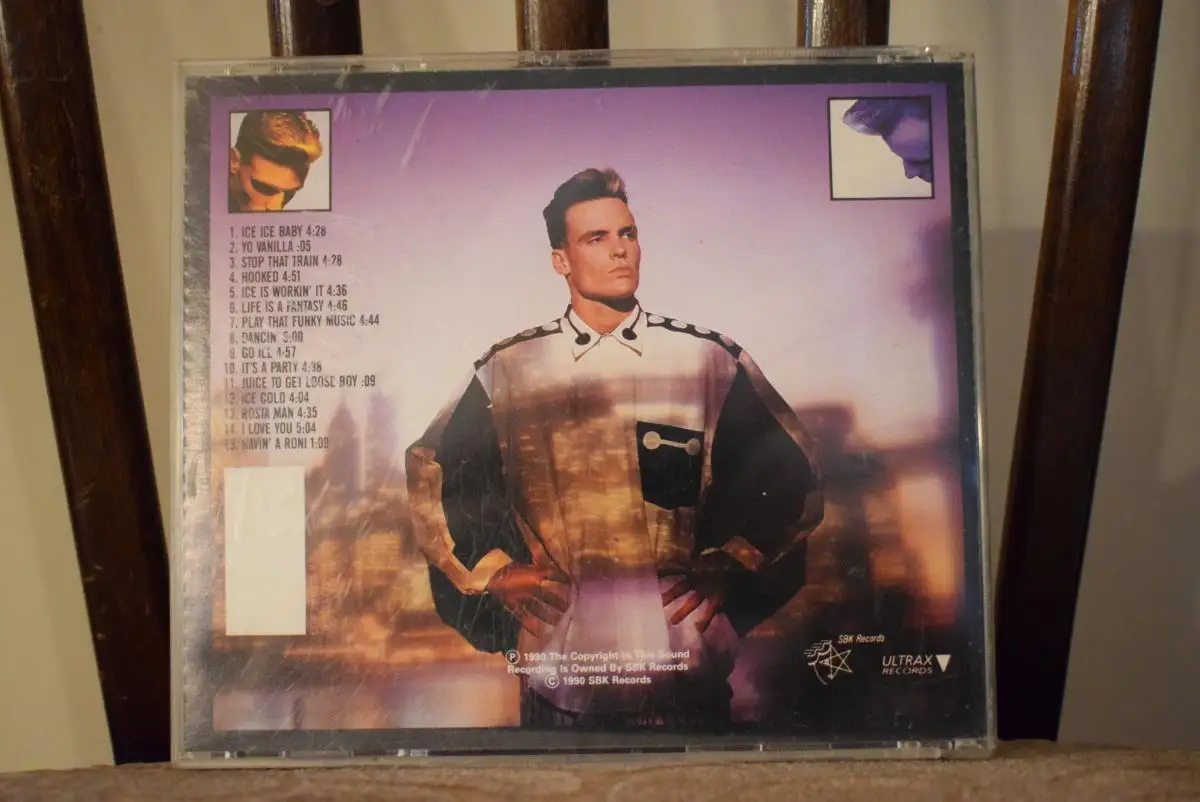 1. ICE ICE BABY 4:28
2. YO VANILLA :05
3. STOP THAT TRAIN 4:28
4. HOOKED 4:51
5. ICE IS WORKIN' IT 4:36
6. LIFE IS A FANTASY 4:46
7. PLAY THAT FUNKY MUSIC 4:44
8. DANCIN' 5:00
9. GO ILL 4:57
10. IT'S A PARTY 4:38
11. JUICE TO GET LOOSE BOY :09
12. ICE COLD 4:04
13. ROSTA MAN 4:35
14. I LOVE YOU 5:04
15. HAVIN' A RONI 1:09
Ⓟ 1990 The Copyright In This Sound
Recording Is Owned By SBK Records
© 1990 SBK Records
SBK Records
ULTRAX
RECORDS